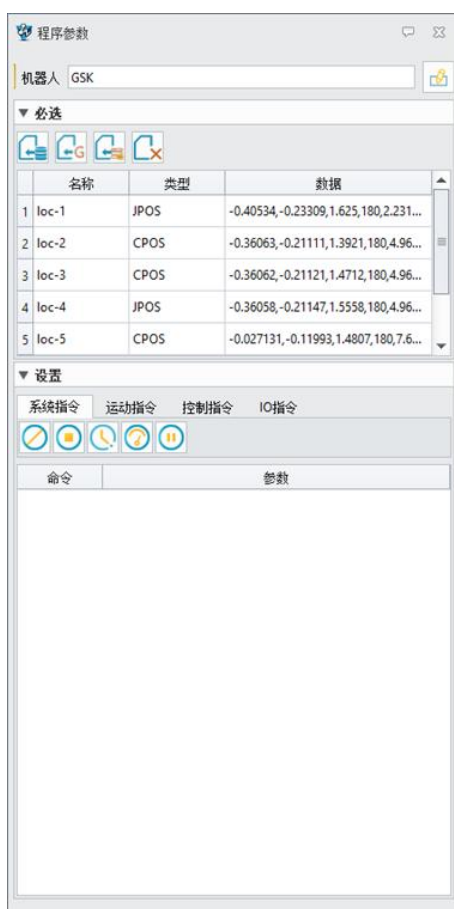 程序参数
机器人 GSK
▼ 必选
G
名称 类型 数据
1 loc-1 JPOS -0.40534,-0.23309,1.625,180,2.231...
2 loc-2 CPOS -0.36063,-0.21111,1.3921,180,4.96...
3 loc-3 CPOS -0.36062,-0.21121,1.4712,180,4.96...
4 loc-4 JPOS -0.36058,-0.21147,1.5558,180,4.96...
5 loc-5 CPOS -0.027131,-0.11993,1.4807,180,7.6...
▼ 设置
系统指令 运动指令 控制指令 IO指令
命令 参数